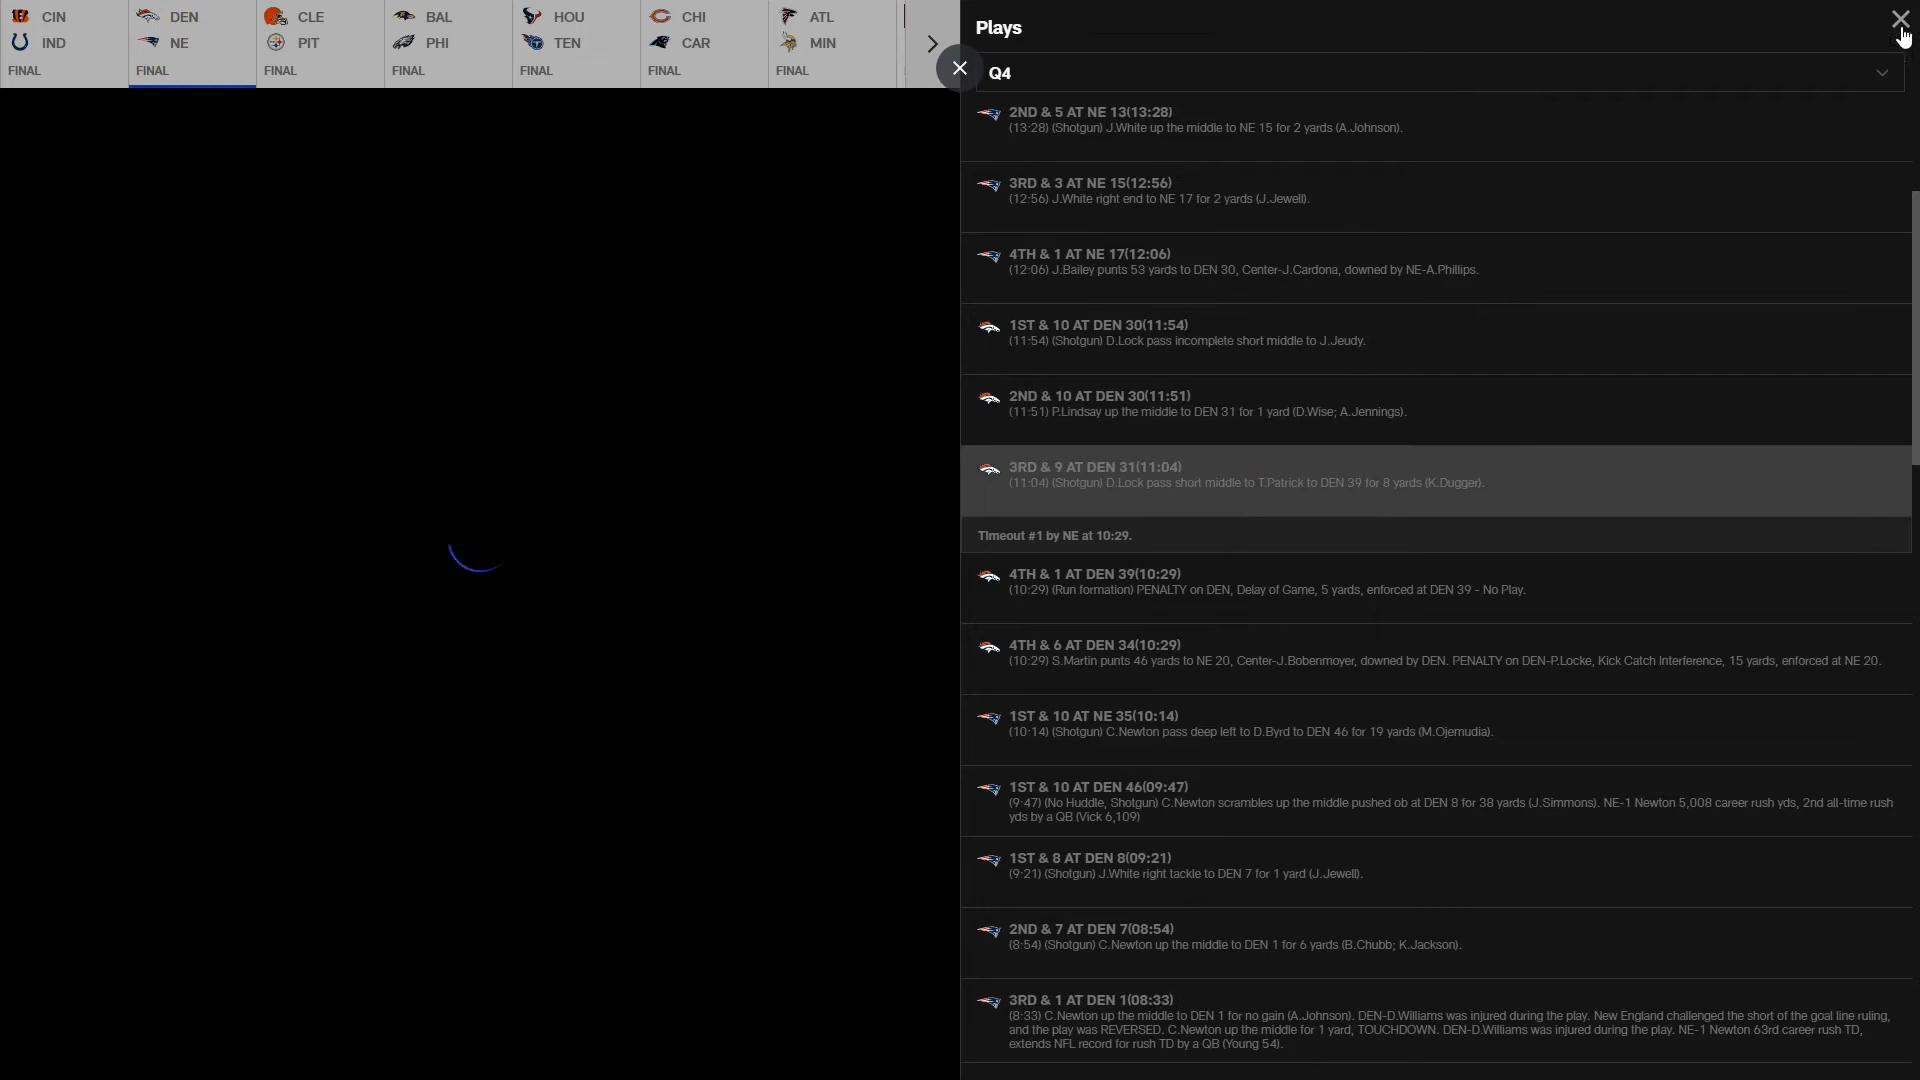 CIN
IND
FINAL
DEN
NE
FINAL
CLE
PIT
FINAL
BAL
PHI
FINAL
HOU
TEN
FINAL
CHI
CAR
FINAL
ATL
MIN
FINAL
Plays
Q4
2ND & 5 AT NE 13(13:28)
(13:28) (Shotgun) J.White up the middle to NE 15 for 2 yards (A.Johnson).
3RD & 3 AT NE 15(12:56)
(12:56) J.White right end to NE 17 for 2 yards (J.Jewell).
4TH & 1 AT NE 17(12:06)
(12:06) J.Bailey punts 53 yards to DEN 30, Center-J.Cardona, downed by NE-A.Phillips.
1ST & 10 AT DEN 30(11:54)
(11:54) (Shotgun) D.Lock pass incomplete short middle to J.Jeudy.
2ND & 10 AT DEN 30(11:51)
(11:51) P.Lindsay up the middle to DEN 31 for 1 yard (D.Wise; A.Jennings).
3RD & 9 AT DEN 31(11:04)
(11:04) (Shotgun) D.Lock pass short middle to T.Patrick to DEN 39 for 8 yards (K.Dugger).
Timeout #1 by NE at 10:29.
4TH & 1 AT DEN 39(10:29)
(10:29) (Run formation) PENALTY on DEN, Delay of Game, 5 yards, enforced at DEN 39 - No Play.
4TH & 6 AT DEN 34(10:29)
(10:29) S.Martin punts 46 yards to NE 20, Center-J.Bobenmoyer, downed by DEN. PENALTY on DEN-P.Locke, Kick Catch Interference, 15 yards, enforced at NE 20.
1ST & 10 AT NE 35(10:14)
(10:14) (Shotgun) C.Newton pass deep left to D.Byrd to DEN 46 for 19 yards (M.Ojemudia).
1ST & 10 AT DEN 46(09:47)
(9:47) (No Huddle, Shotgun) C.Newton scrambles up the middle pushed ob at DEN 8 for 38 yards (J.Simmons). NE-1 Newton 5,008 career rush yds, 2nd all-time rush
yds by a QB (Vick 6,109)
1ST & 8 AT DEN 8(09:21)
(9:21) (Shotgun) J.White right tackle to DEN 7 for 1 yard (J.Jewell).
2ND & 7 AT DEN 7(08:54)
(8:54) (Shotgun) C.Newton up the middle to DEN 1 for 6 yards (B.Chubb; K.Jackson).
3RD & 1 AT DEN 1(08:33)
(8:33) C.Newton up the middle to DEN 1 for no gain (A.Johnson). DEN-D.Williams was injured during the play. New England challenged the short of the goal line ruling,
and the play was REVERSED. C.Newton up the middle for 1 yard, TOUCHDOWN. DEN-D.Williams was injured during the play. NE-1 Newton 63rd career rush TD,
extends NFL record for rush TD by a QB (Young 54).